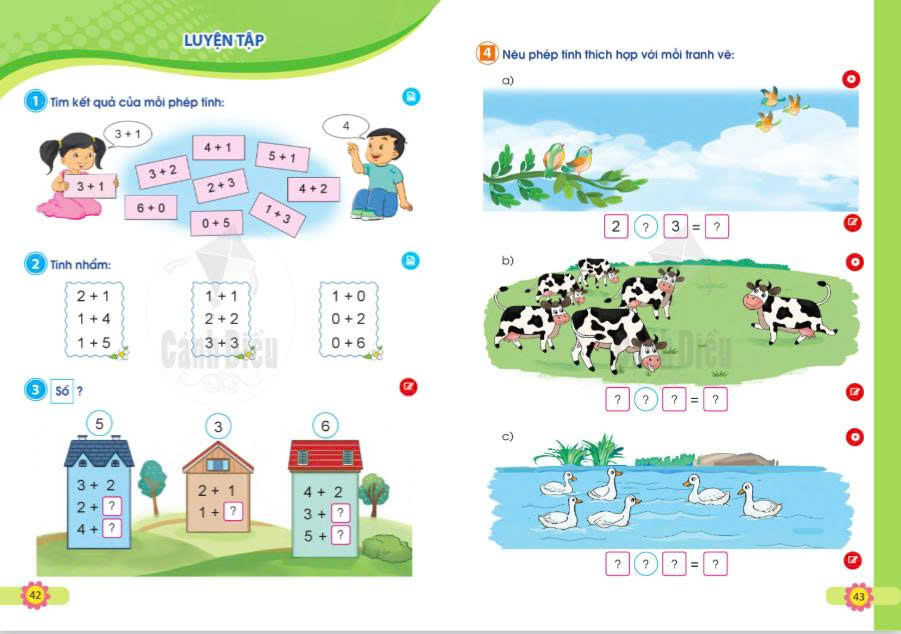 LUYỆN TẬP
1 Tìm kết quả của mỗi phép tính:
3 + 1
4
3 + 1
4 + 1
5 + 1
3 + 2
2 + 3
4 + 2
6 + 0
0 + 5
1 + 3
2 Tính nhẩm:
2 + 1
1 + 4
1 + 5
1 + 1
2 + 2
3 + 3
1 + 0
0 + 2
0 + 6
3 Số ?
5
3 + 2
2 + ?
4 + ?
3
2 + 1
1 + ?
6
4 + 2
3 + ?
5 + ?
Cánh Diều
42
4 Nêu phép tính thích hợp với mỗi tranh vẽ:
a)
2 ? 3 = ?
b)
Cánh Diều
? ? ? = ?
c)
? ? ? = ?
43